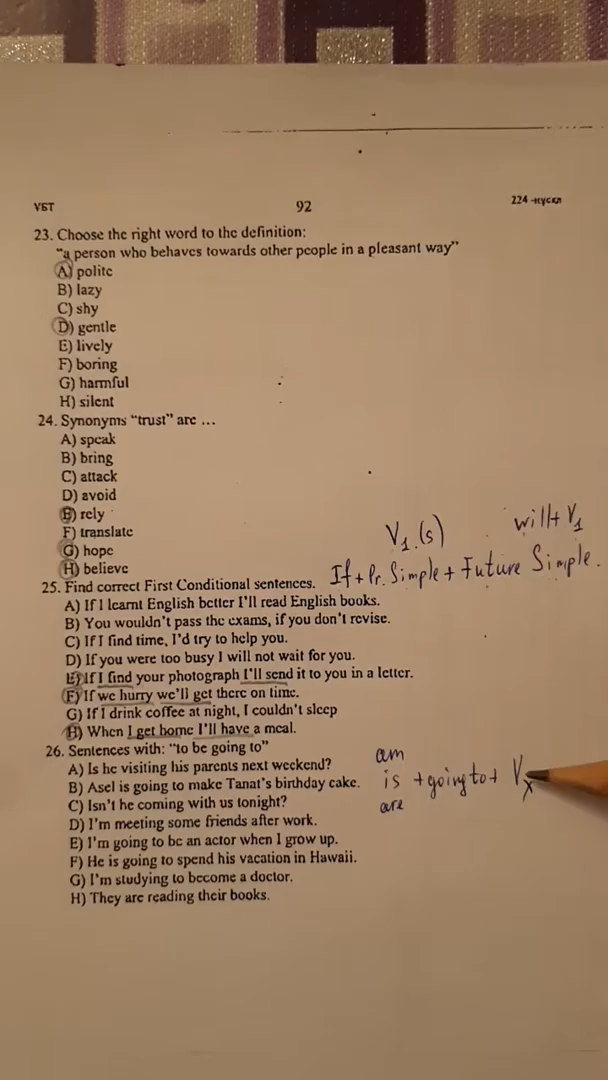 ҰБТ 92 224 -нұсқа
23. Choose the right word to the definition:
"a person who behaves towards other people in a pleasant way"
A) polite
B) lazy
C) shy
D) gentle
E) lively
F) boring
G) harmful
H) silent
24. Synonyms "trust" are ...
A) speak
B) bring
C) attack
D) avoid
E) rely
F) translate
G) hope
H) believe
V1.(s) will+V1
If+Pr. Simple + Future Simple.
25. Find correct First Conditional sentences.
A) If I learnt English better I'll read English books.
B) You wouldn't pass the exams, if you don't revise.
C) If I find time, I'd try to help you.
D) If you were too busy I will not wait for you.
E) If I find your photograph I'll send it to you in a letter.
F) If we hurry we'll get there on time.
G) If I drink coffee at night, I couldn't sleep
H) When I get home I'll have a meal.
26. Sentences with: "to be going to"
A) Is he visiting his parents next weekend?
B) Asel is going to make Tanat's birthday cake.
C) Isn't he coming with us tonight?
D) I'm meeting some friends after work.
E) I'm going to be an actor when I grow up.
F) He is going to spend his vacation in Hawaii.
G) I'm studying to become a doctor.
H) They are reading their books.
am
is +going to+ V
are